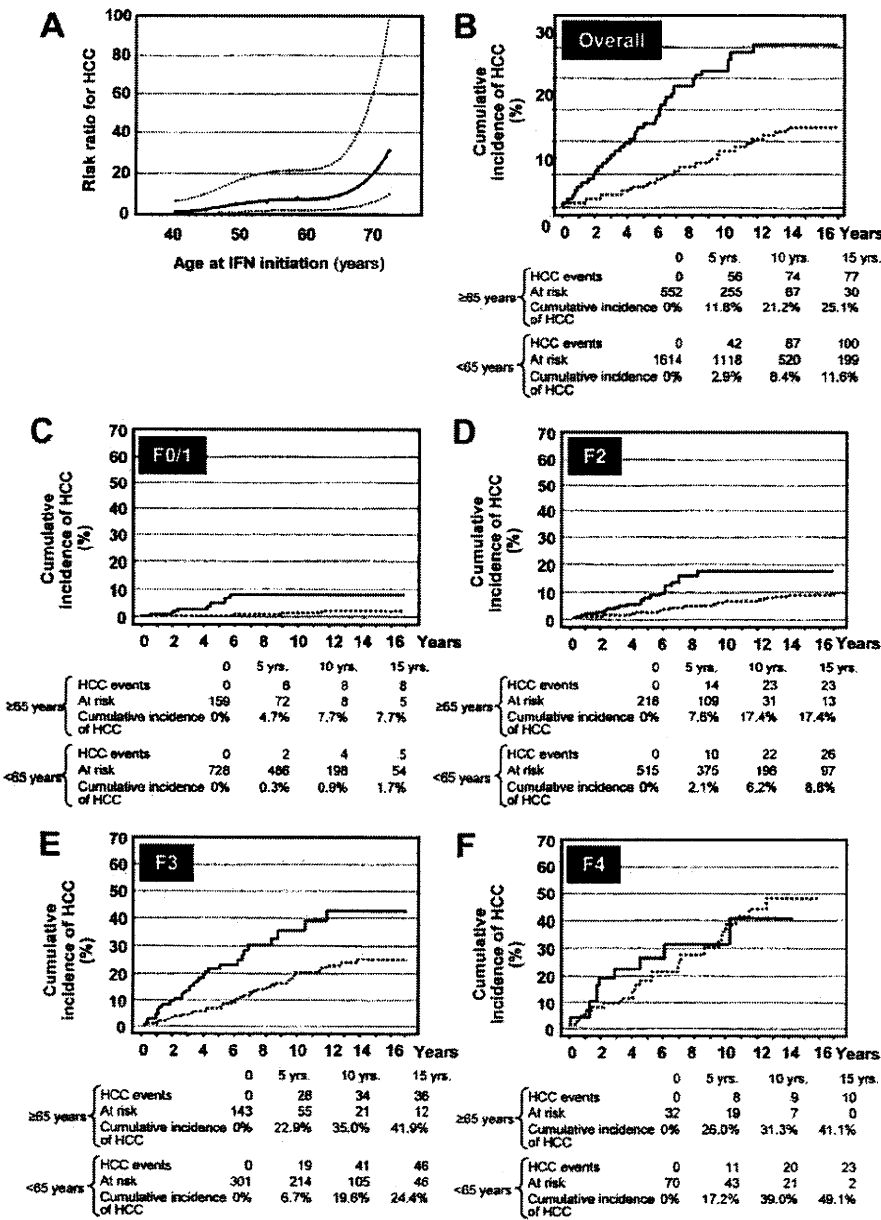 A
Risk ratio for HCC
100
80
60
40
20
0
40 50 60 70
Age at IFN initiation (years)
B
Overall
Cumulative incidence of HCC (%)
30
20
10
0
0 2 4 6 8 10 12 14 16 Years
0 5 yrs. 10 yrs. 15 yrs.
≥65 years
HCC events 0 56 74 77
At risk 552 255 67 30
Cumulative incidence of HCC 0% 11.8% 21.2% 25.1%
<65 years
HCC events 0 42 87 100
At risk 1614 1118 520 199
Cumulative incidence of HCC 0% 2.9% 8.4% 11.6%
C
F0/1
Cumulative incidence of HCC (%)
70
60
50
40
30
20
10
0
0 2 4 6 8 10 12 14 16 Years
0 5 yrs. 10 yrs. 15 yrs.
≥65 years
HCC events 0 6 8 8
At risk 159 72 8 5
Cumulative incidence of HCC 0% 4.7% 7.7% 7.7%
<65 years
HCC events 0 2 4 5
At risk 728 486 198 54
Cumulative incidence of HCC 0% 0.3% 0.9% 1.7%
D
F2
Cumulative incidence of HCC (%)
70
60
50
40
30
20
10
0
0 2 4 6 8 10 12 14 16 Years
0 5 yrs. 10 yrs. 15 yrs.
≥65 years
HCC events 0 14 23 23
At risk 218 109 31 13
Cumulative incidence of HCC 0% 7.8% 17.4% 17.4%
<65 years
HCC events 0 10 22 26
At risk 515 375 196 97
Cumulative incidence of HCC 0% 2.1% 6.2% 8.8%
E
F3
Cumulative incidence of HCC (%)
70
60
50
40
30
20
10
0
0 2 4 6 8 10 12 14 16 Years
0 5 yrs. 10 yrs. 15 yrs.
≥65 years
HCC events 0 28 34 36
At risk 143 55 21 12
Cumulative incidence of HCC 0% 22.9% 35.0% 41.9%
<65 years
HCC events 0 19 41 46
At risk 301 214 105 46
Cumulative incidence of HCC 0% 6.7% 19.6% 24.4%
F
F4
Cumulative incidence of HCC (%)
70
60
50
40
30
20
10
0
0 2 4 6 8 10 12 14 16 Years
0 5 yrs. 10 yrs. 15 yrs.
≥65 years
HCC events 0 8 9 10
At risk 32 19 7 0
Cumulative incidence of HCC 0% 26.0% 31.3% 41.1%
<65 years
HCC events 0 11 20 23
At risk 70 43 21 2
Cumulative incidence of HCC 0% 17.2% 39.0% 49.1%